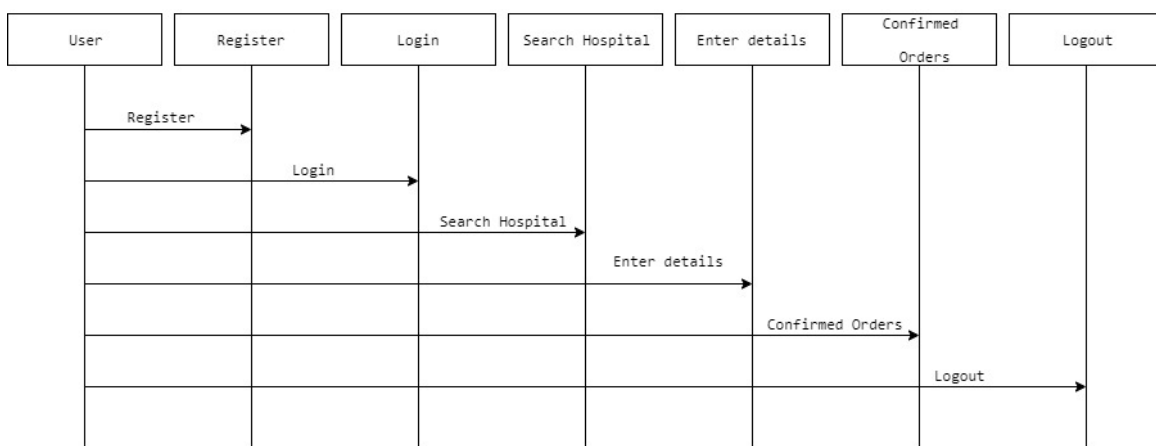 User
Register
Login
Search Hospital
Enter details
Confirmed
Orders
Logout
Register
Login
Search Hospital
Enter details
Confirmed Orders
Logout